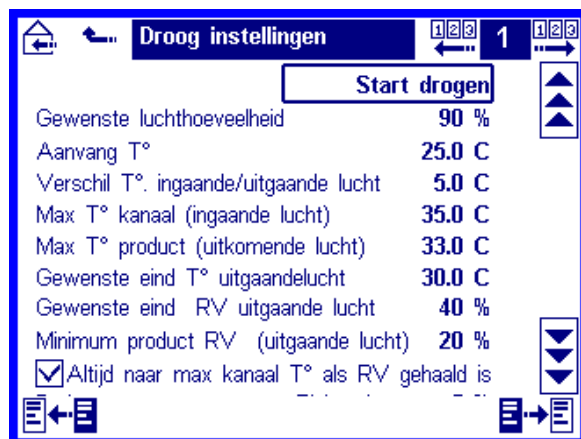 Droog instellingen
123 1 123
Start drogen
Gewenste luchthoeveelheid 90 %
Aanvang T° 25.0 C
Verschil T°. ingaande/uitgaande lucht 5.0 C
Max T° kanaal (ingaande lucht) 35.0 C
Max T° product (uitkomende lucht) 33.0 C
Gewenste eind T° uitgaandelucht 30.0 C
Gewenste eind RV uitgaande lucht 40 %
Minimum product RV (uitgaande lucht) 20 %
Altijd naar max kanaal T° als RV gehaald is